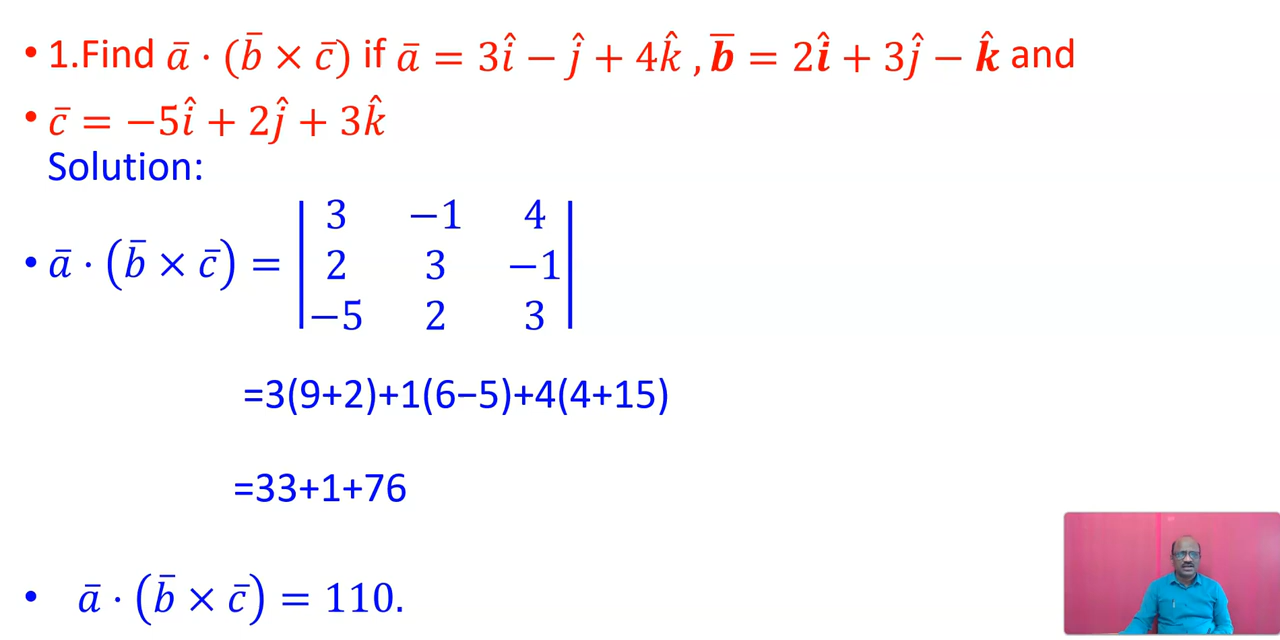 • 1.Find ā · (b̄ × c̄) if ā = 3î − ĵ + 4k̂ , b̄ = 2î + 3ĵ − k̂ and
• c̄ = −5î + 2ĵ + 3k̂
Solution:
• ā · (b̄ × c̄) = | 3 −1 4 |
| 2 3 −1 |
| −5 2 3 |
=3(9+2)+1(6−5)+4(4+15)
=33+1+76
• ā · (b̄ × c̄) = 110.